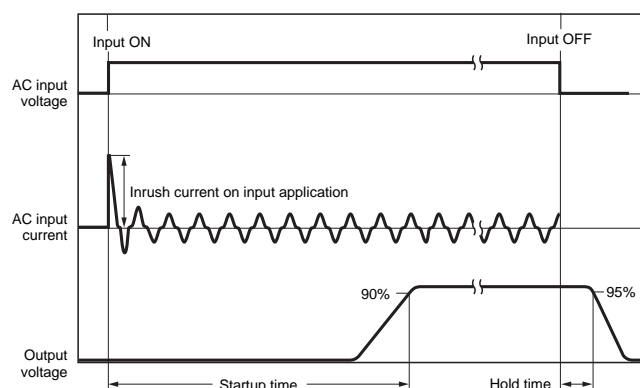 Input ON
Input OFF
AC input
voltage
Inrush current on input application
AC input
current
90%
95%
Output
voltage
Startup time
Hold time